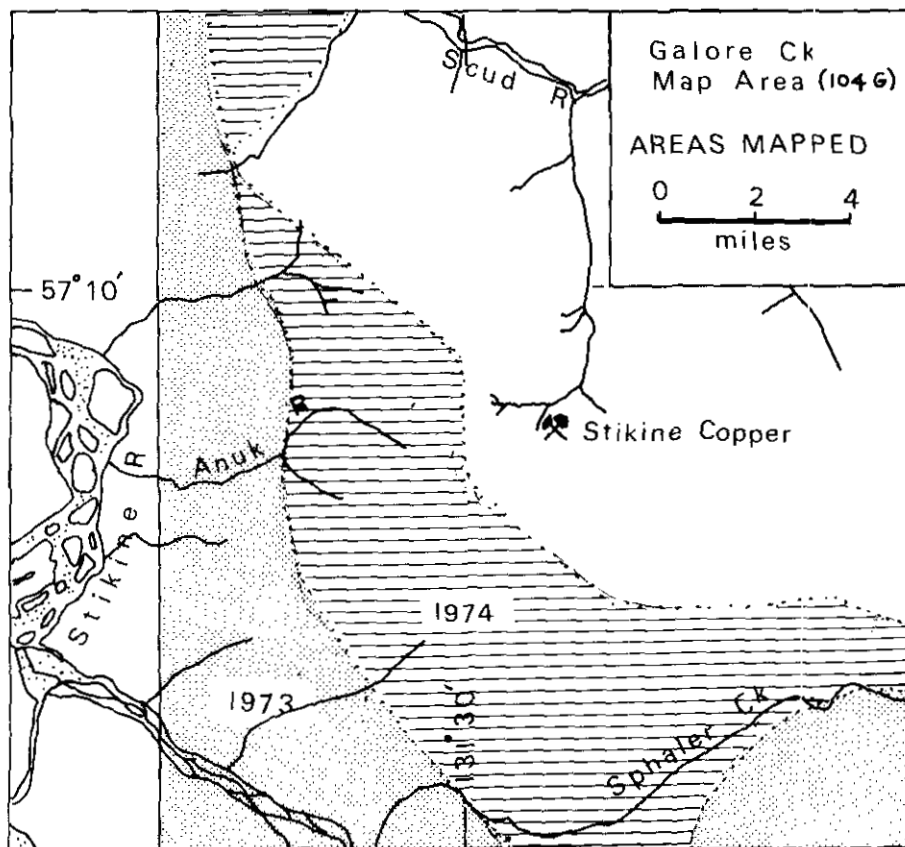 Galore Ck
Map Area (104G)
AREAS MAPPED
0 2 4
miles
Scud R
57°10'
Stikine Copper
Anuk R
Stikine R
1974
1973
131°30'
Sphaler Ck